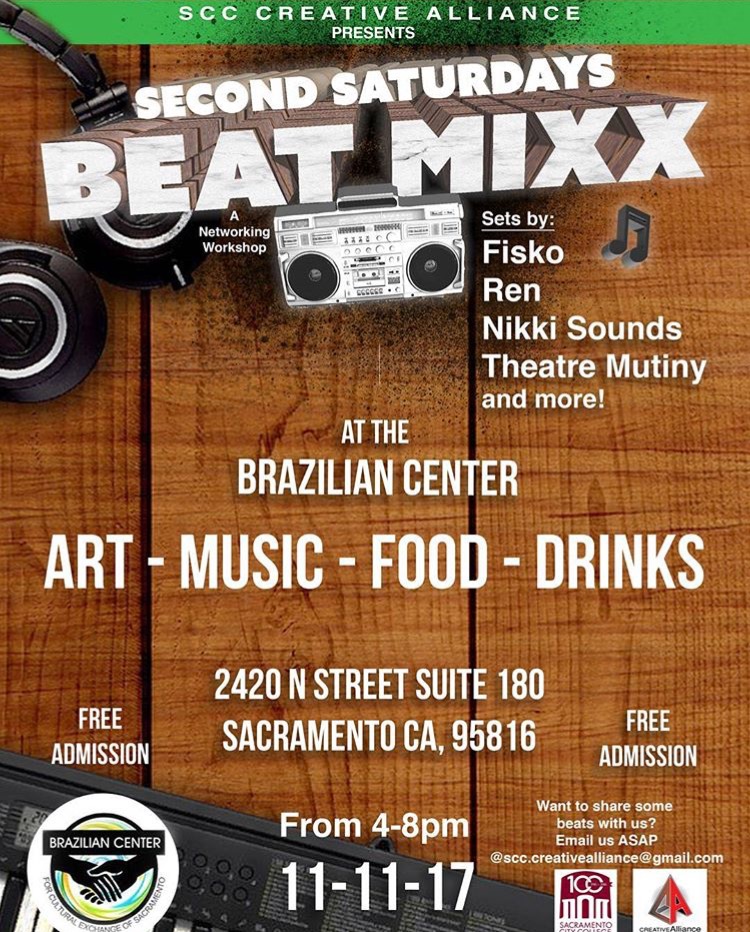 SCC CREATIVE ALLIANCE
PRESENTS
SECOND SATURDAYS
BEAT MIXX
A
Networking
Workshop
Sets by:
Fisko
Ren
Nikki Sounds
Theatre Mutiny
and more!
AT THE
BRAZILIAN CENTER
ART - MUSIC - FOOD - DRINKS
2420 N STREET SUITE 180
SACRAMENTO CA, 95816
FREE
ADMISSION
FREE
ADMISSION
From 4-8pm
11-11-17
Want to share some
beats with us?
Email us ASAP
@scc.creativealliance@gmail.com
BRAZILIAN CENTER
FOR CULTURAL EXCHANGE OF SACRAMENTO
100
SACRAMENTO
CITY COLLEGE
CREATIVEAlliance